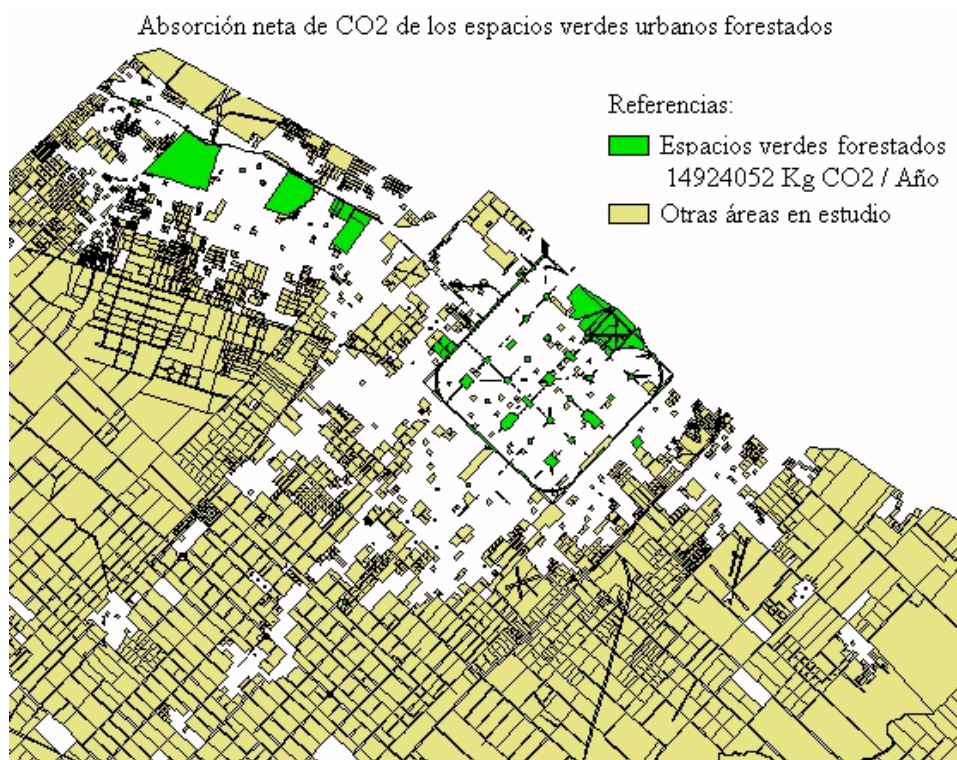 Absorción neta de CO2 de los espacios verdes urbanos forestados
Referencias:
Espacios verdes forestados
14924052 Kg CO2 / Año
Otras áreas en estudio